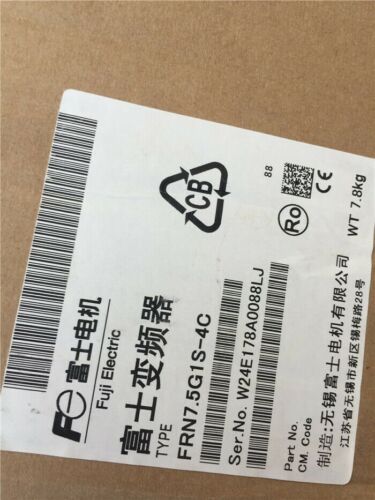 Fe 富士电机
Fuji Electric
富士变频器
TYPE
FRN7.5G1S-4C
CB
Ser.No. W24E178A0088LJ
88
Ro
CE
WT 7.8kg
Part No.
CM. Code
制造:无锡富士电机有限公司
江苏省无锡市新区锡梅路28号